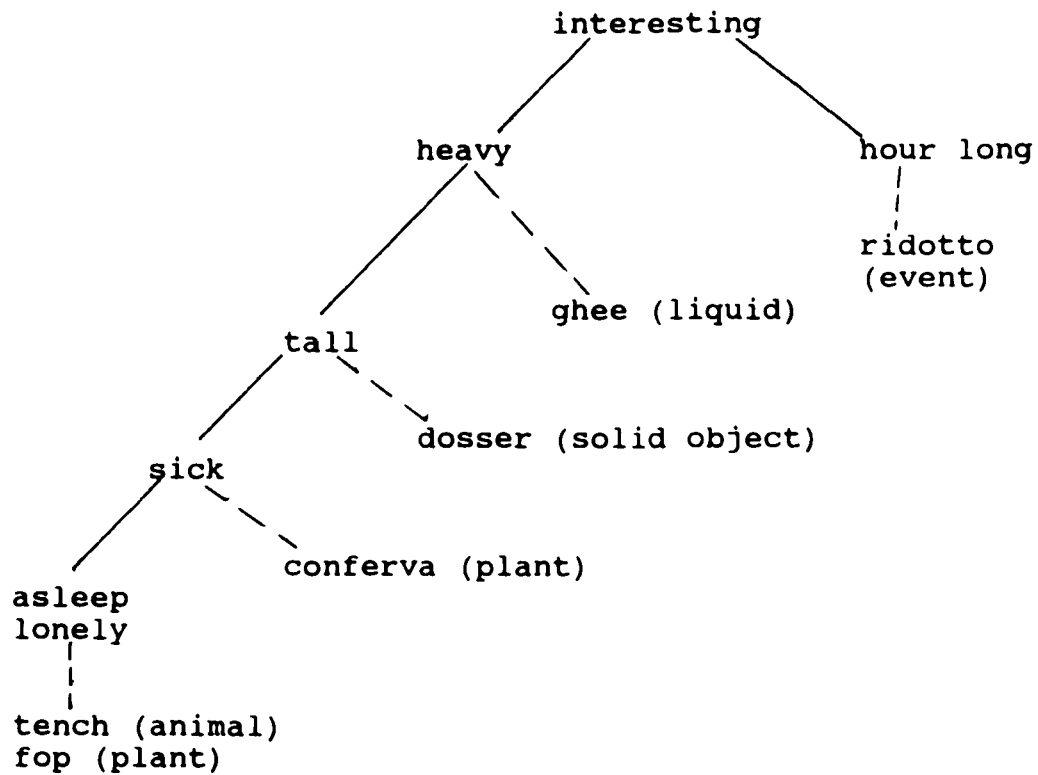 interesting
heavy
hour long
ridotto
(event)
ghee (liquid)
tall
dosser (solid object)
sick
conferva (plant)
asleep
lonely
tench (animal)
fop (plant)